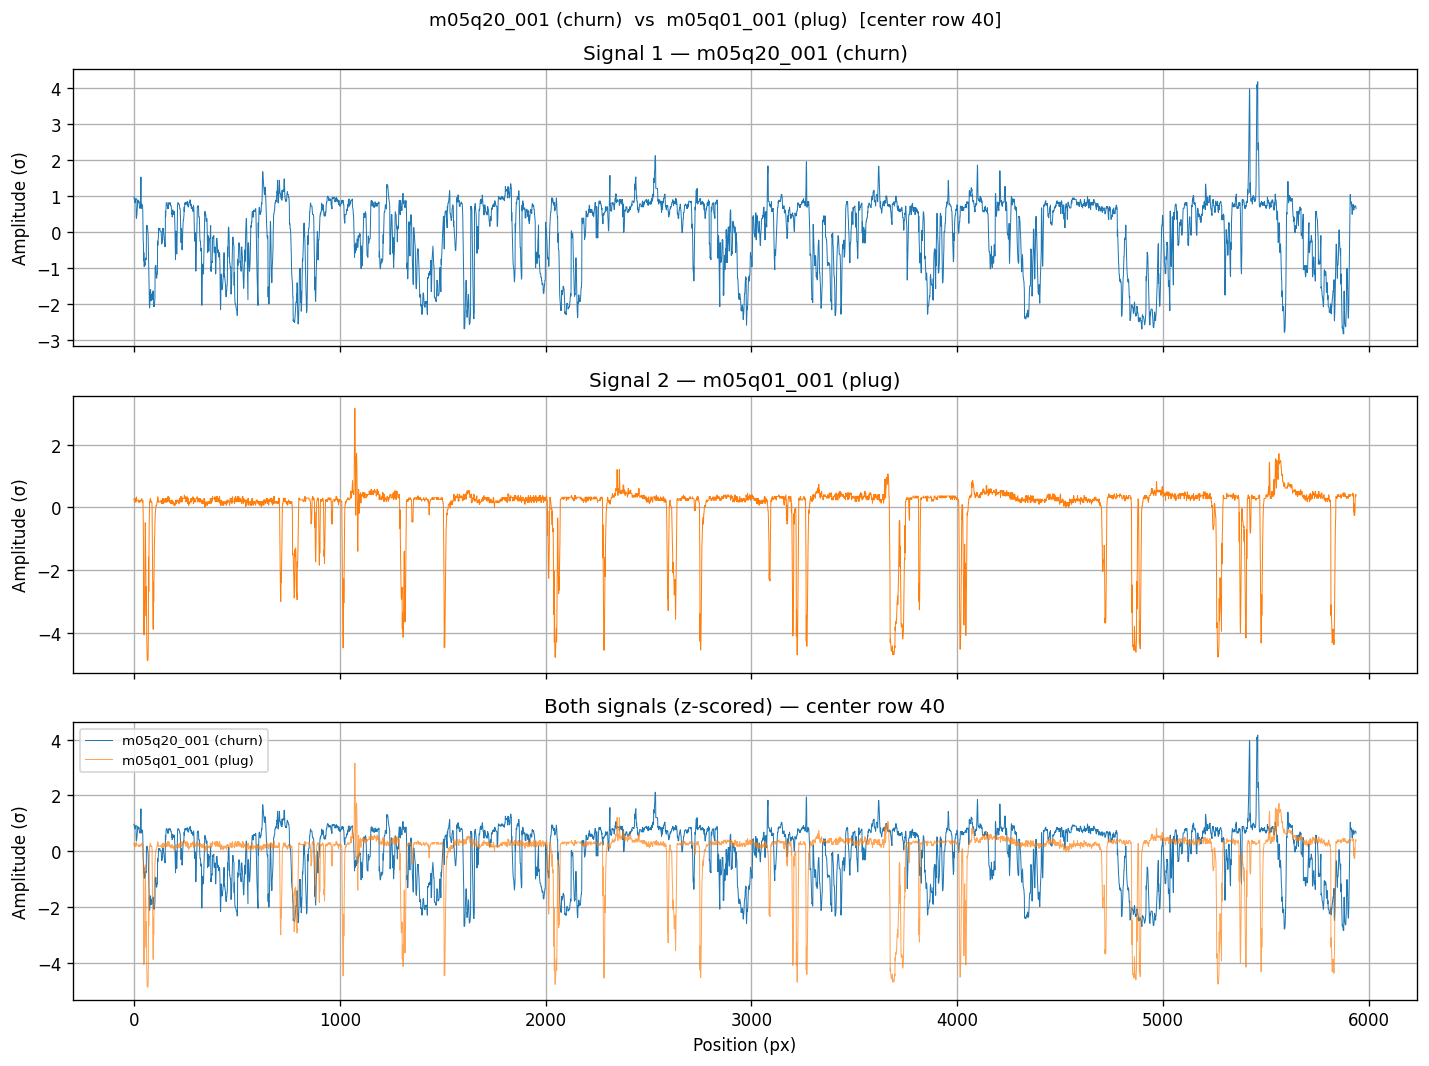 m05q20_001 (churn)  vs  m05q01_001 (plug)  [center row 40]
Signal 1 — m05q20_001 (churn)
Amplitude (σ)
4
3
2
1
0
−1
−2
−3
Signal 2 — m05q01_001 (plug)
Amplitude (σ)
2
0
−2
−4
Both signals (z-scored) — center row 40
m05q20_001 (churn)
m05q01_001 (plug)
Amplitude (σ)
4
2
0
−2
−4
0 1000 2000 3000 4000 5000 6000
Position (px)